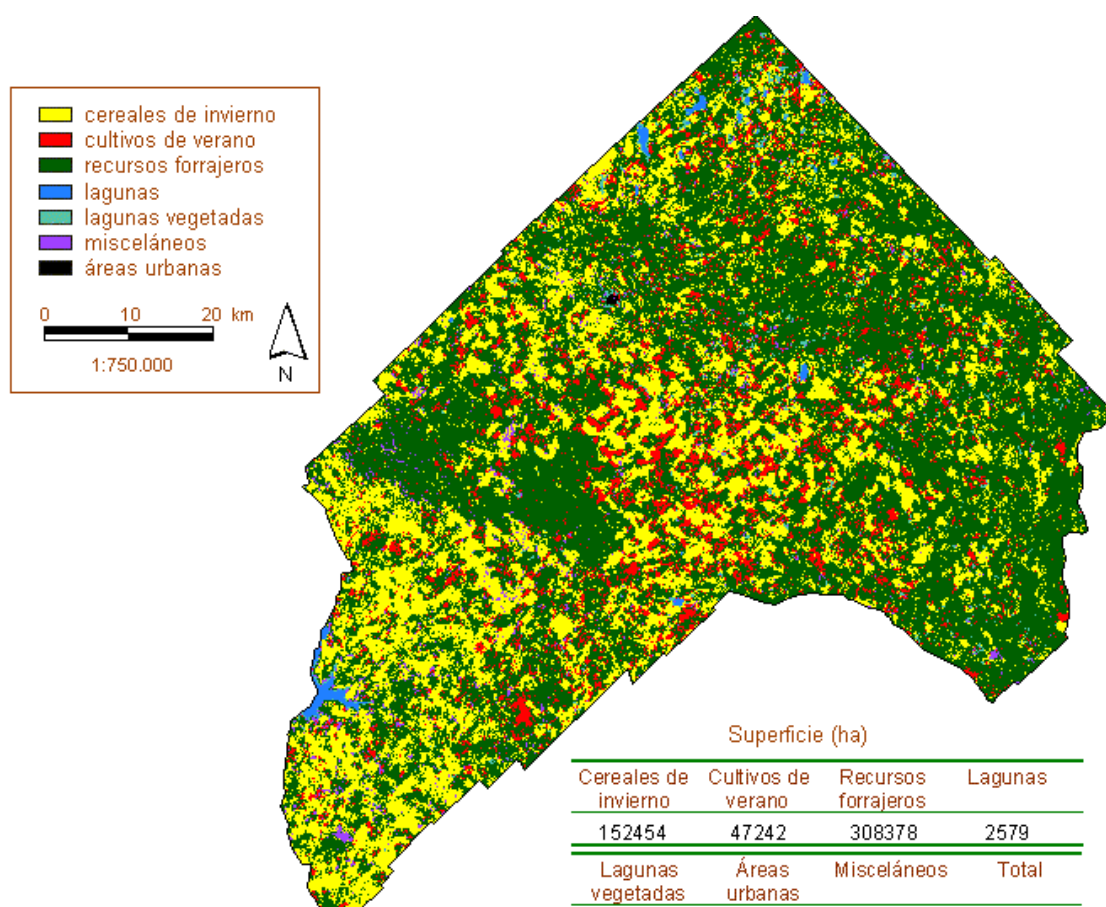 cereales de invierno
cultivos de verano
recursos forrajeros
lagunas
lagunas vegetadas
misceláneos
áreas urbanas
0 10 20 km
1:750.000
N
Superficie (ha)
Cereales de Cultivos de Recursos Lagunas
invierno verano forrajeros
152454 47242 308378 2579
Lagunas Áreas Misceláneos Total
vegetadas urbanas